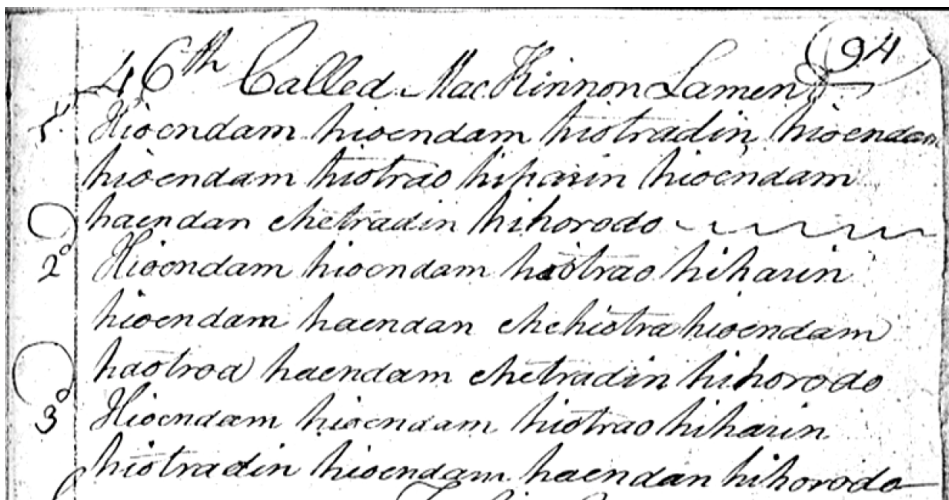 94
46th Called MacKinnon Lament
1st Hioendam hioendam hiotradin hioendam
hioendam hiotrao hiharin hioendam
haendan chetradin hihorodo
2d Hioendam hioendam hiotrao hiharin
hioendam haendan chehiotra hioendam
haotroa haendam chetradin hihorodo
3d Hioendam hioendam hiotrao hiharin
hiotradin hioendam haendan hihorodo